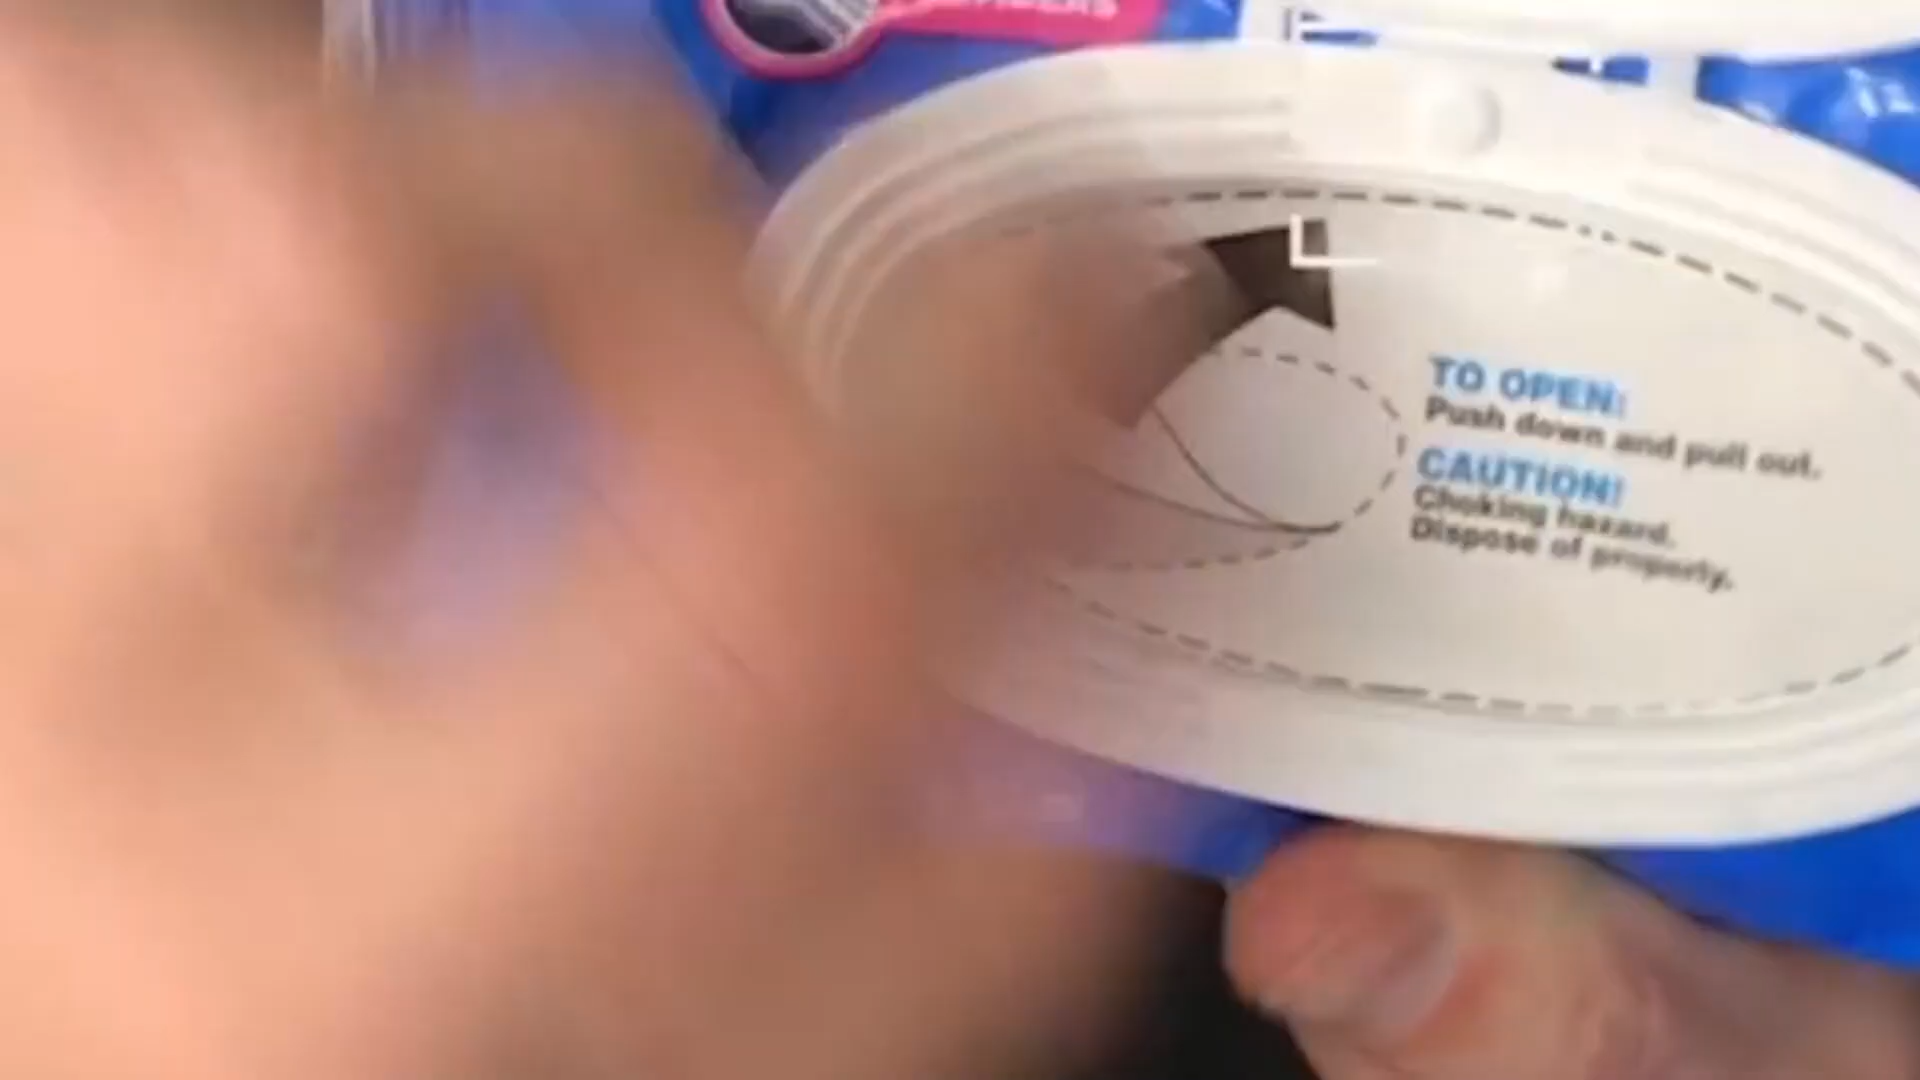 TO OPEN:
Push down and pull out.
CAUTION!
Choking hazard.
Dispose of properly.